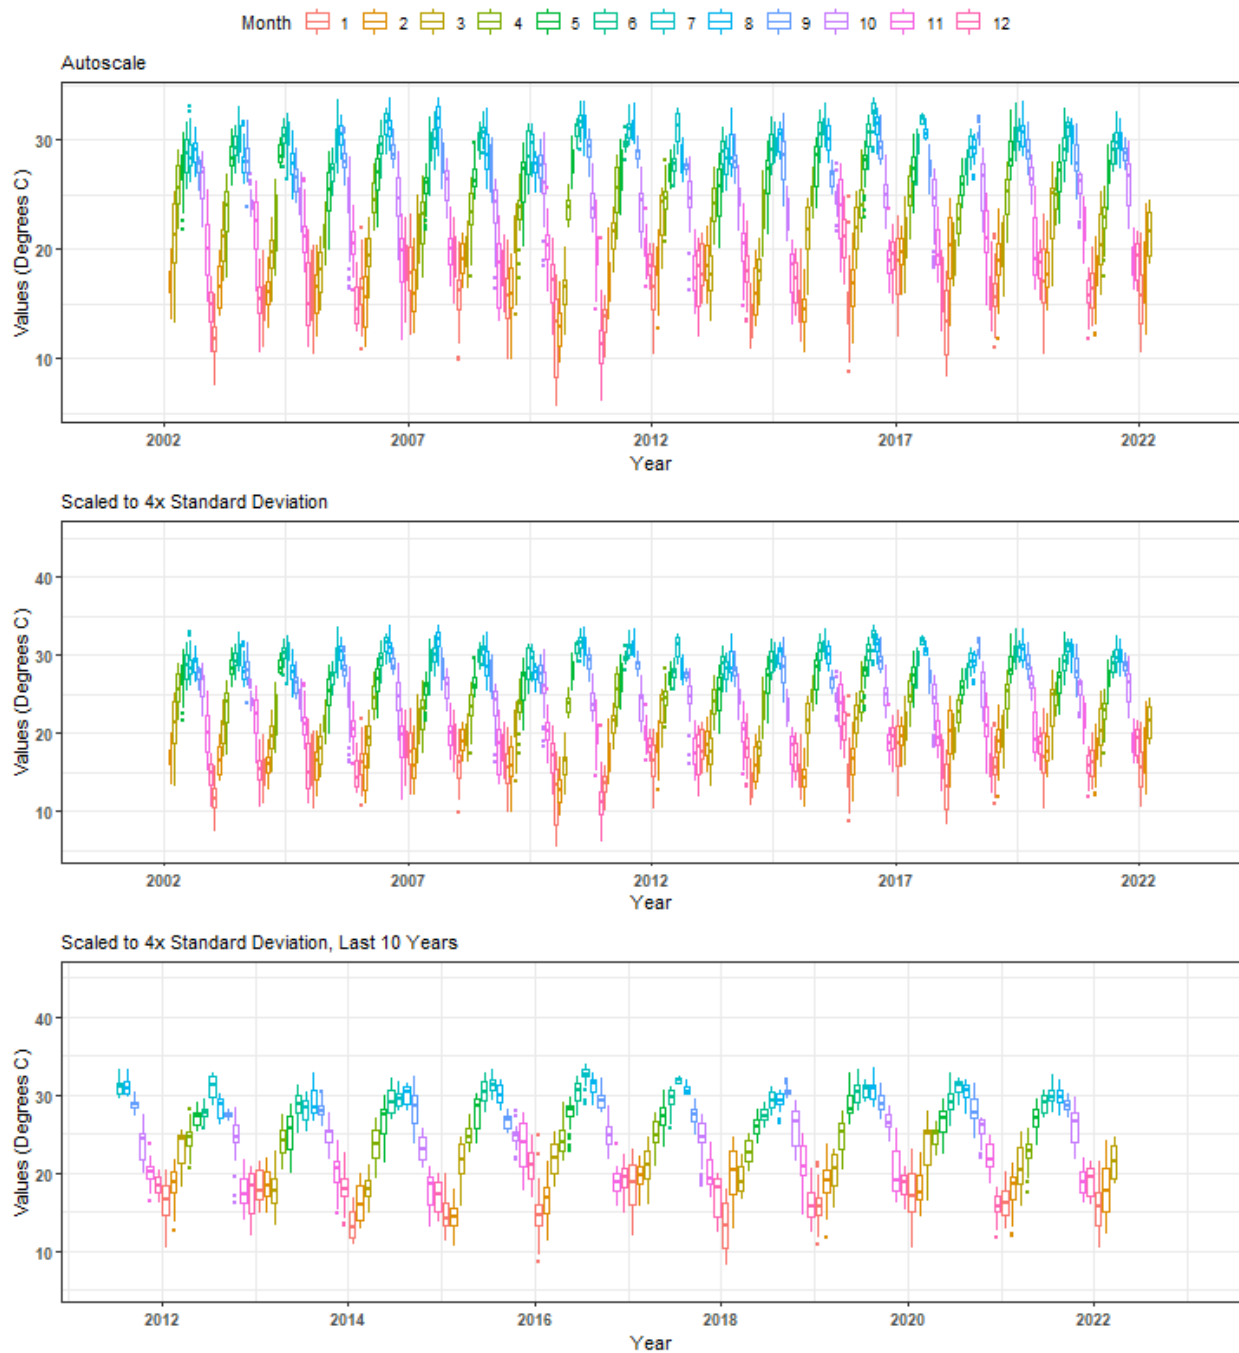 Month 1 2 3 4 5 6 7 8 9 10 11 12
Autoscale
Values (Degrees C)
30
20
10
2002 2007 2012 2017 2022
Year
Scaled to 4x Standard Deviation
Values (Degrees C)
40
30
20
10
2002 2007 2012 2017 2022
Year
Scaled to 4x Standard Deviation, Last 10 Years
Values (Degrees C)
40
30
20
10
2012 2014 2016 2018 2020 2022
Year